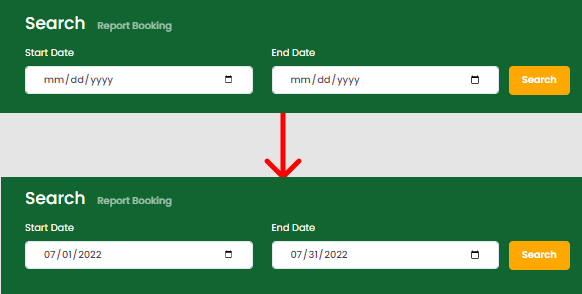 Search Report Booking
Start Date End Date
mm/dd/yyyy mm/dd/yyyy Search
Search Report Booking
Start Date End Date
07/01/2022 07/31/2022 Search